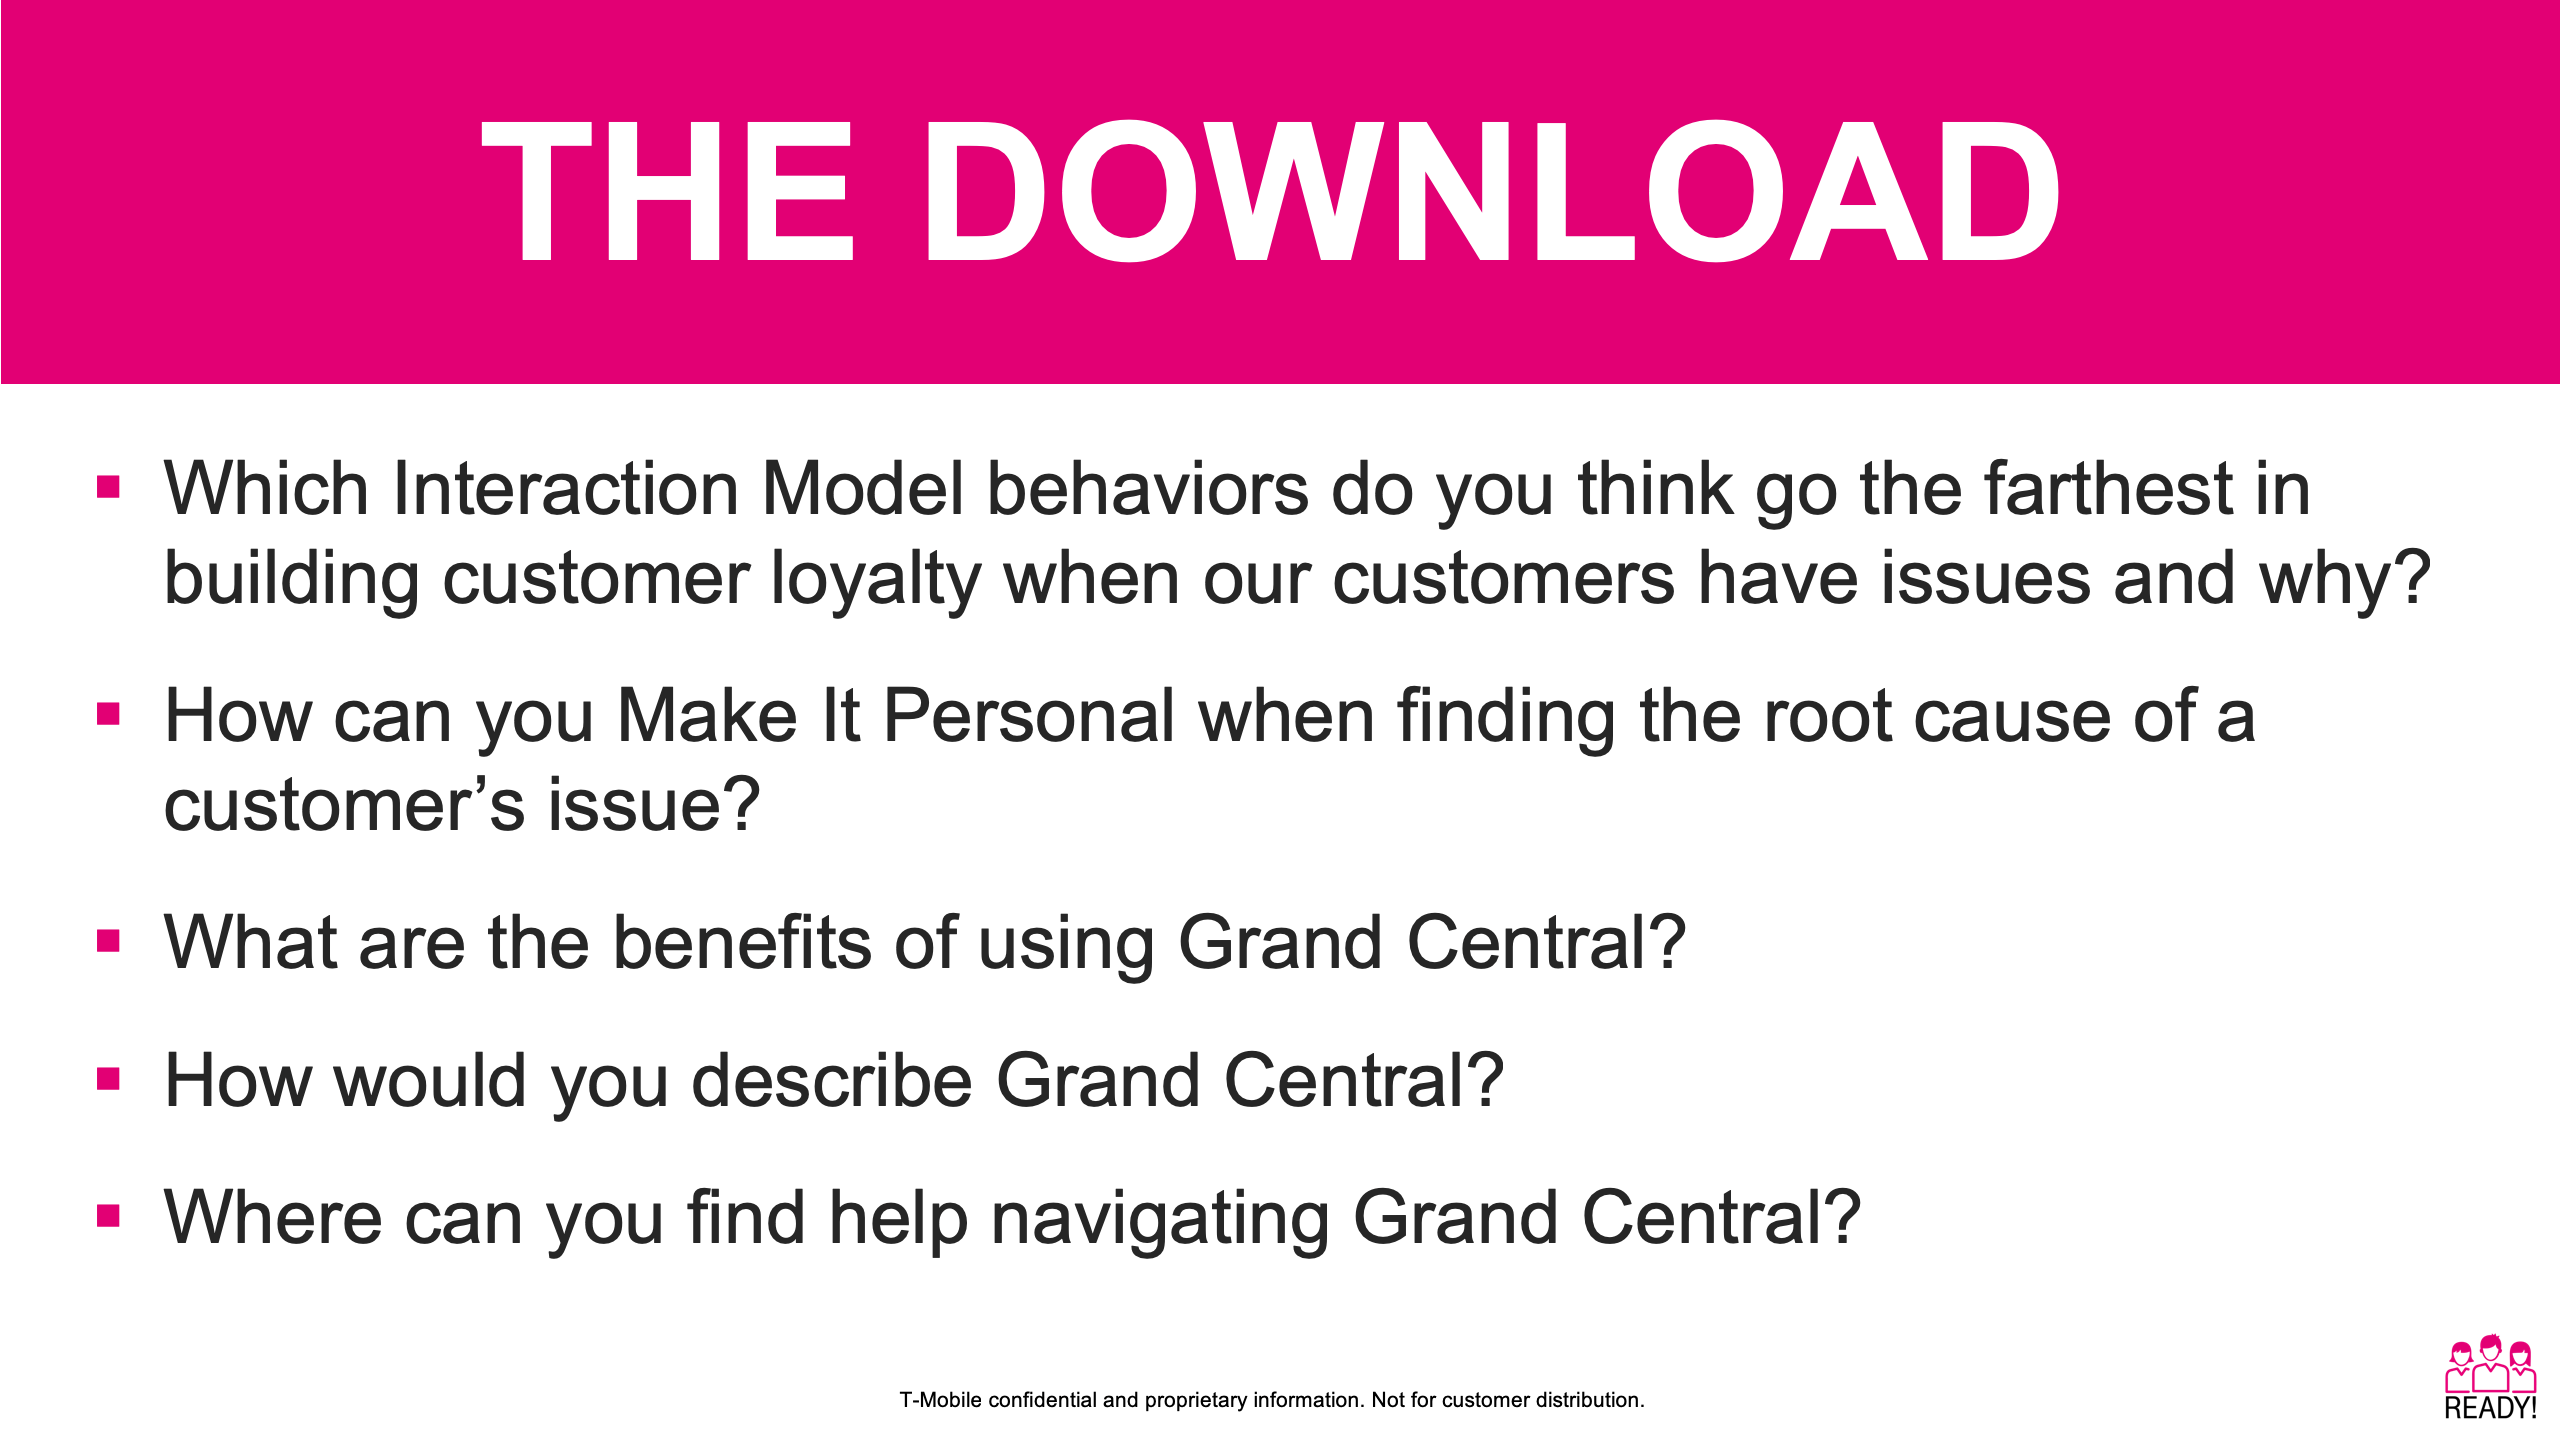 THE DOWNLOAD
▪ Which Interaction Model behaviors do you think go the farthest in
building customer loyalty when our customers have issues and why?
▪ How can you Make It Personal when finding the root cause of a
customer’s issue?
▪ What are the benefits of using Grand Central?
▪ How would you describe Grand Central?
▪ Where can you find help navigating Grand Central?
T-Mobile confidential and proprietary information. Not for customer distribution.
READY!